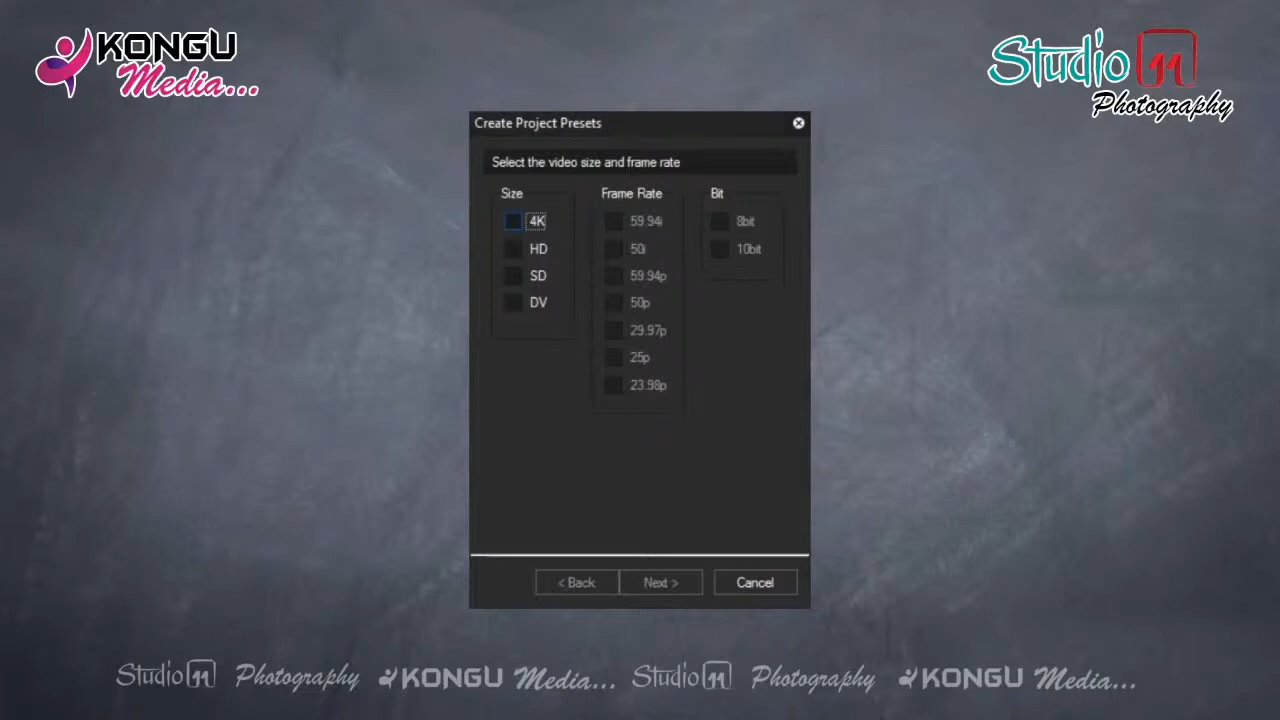 KONGU
Media...
Studio 11
Photography
Create Project Presets
Select the video size and frame rate
Size
Frame Rate
Bit
4K
59.94i
8bit
HD
50i
10bit
SD
59.94p
DV
50p
29.97p
25p
23.98p
< Back
Next >
Cancel
Studio 11 Photography KONGU Media... Studio 11 Photography KONGU Media...